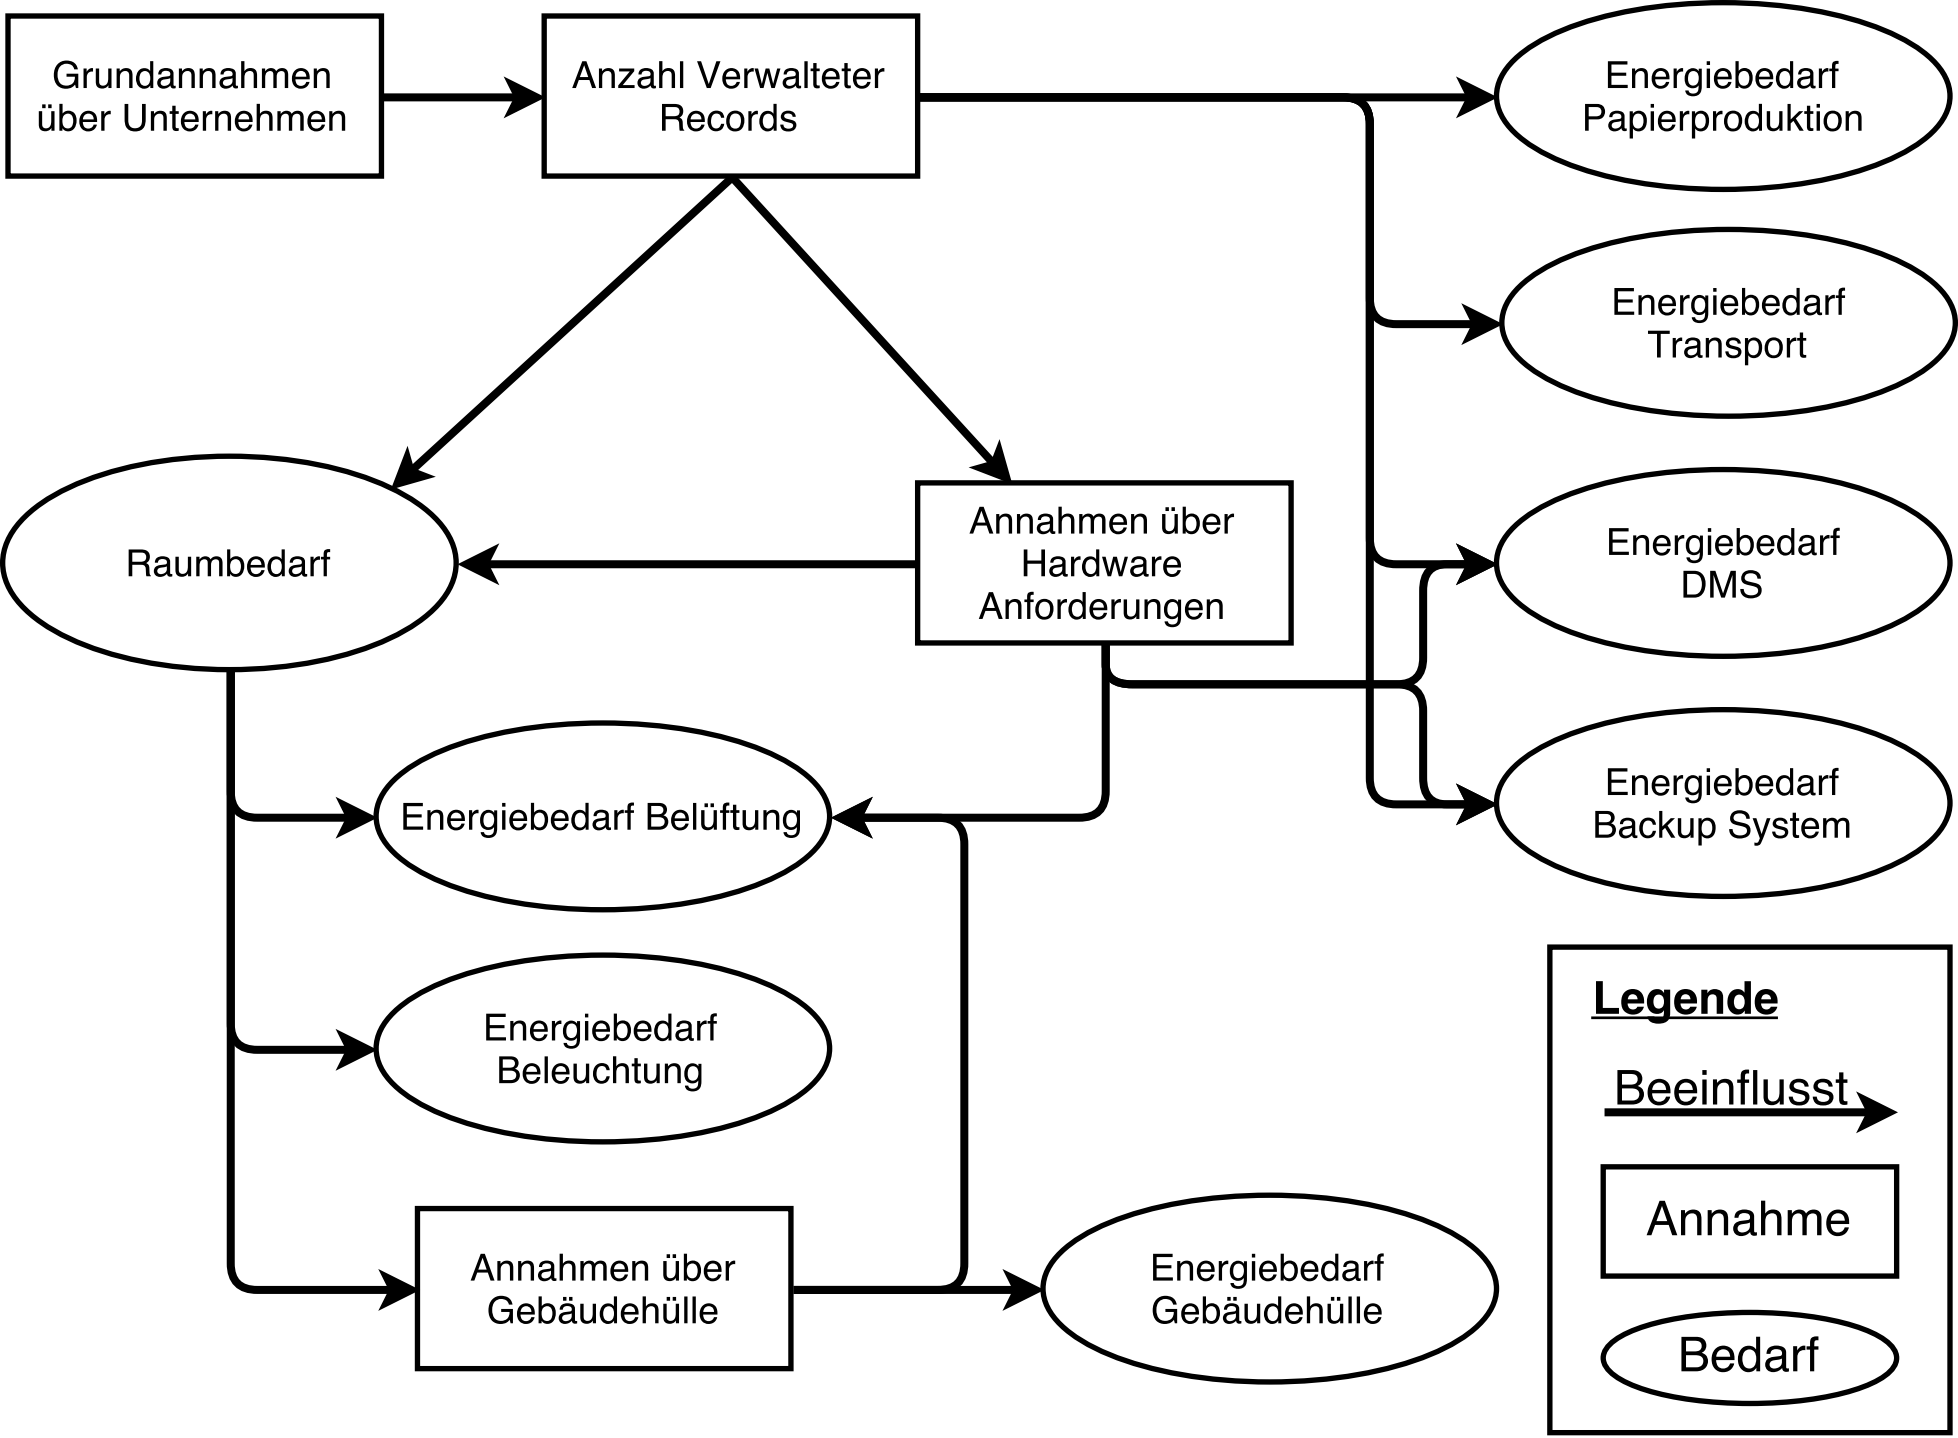 Grundannahmen
über Unternehmen
Anzahl Verwalteter
Records
Energiebedarf
Papierproduktion
Energiebedarf
Transport
Raumbedarf
Annahmen über
Hardware
Anforderungen
Energiebedarf
DMS
Energiebedarf Belüftung
Energiebedarf
Backup System
Energiebedarf
Beleuchtung
Annahmen über
Gebäudehülle
Energiebedarf
Gebäudehülle
Legende
Beeinflusst
Annahme
Bedarf